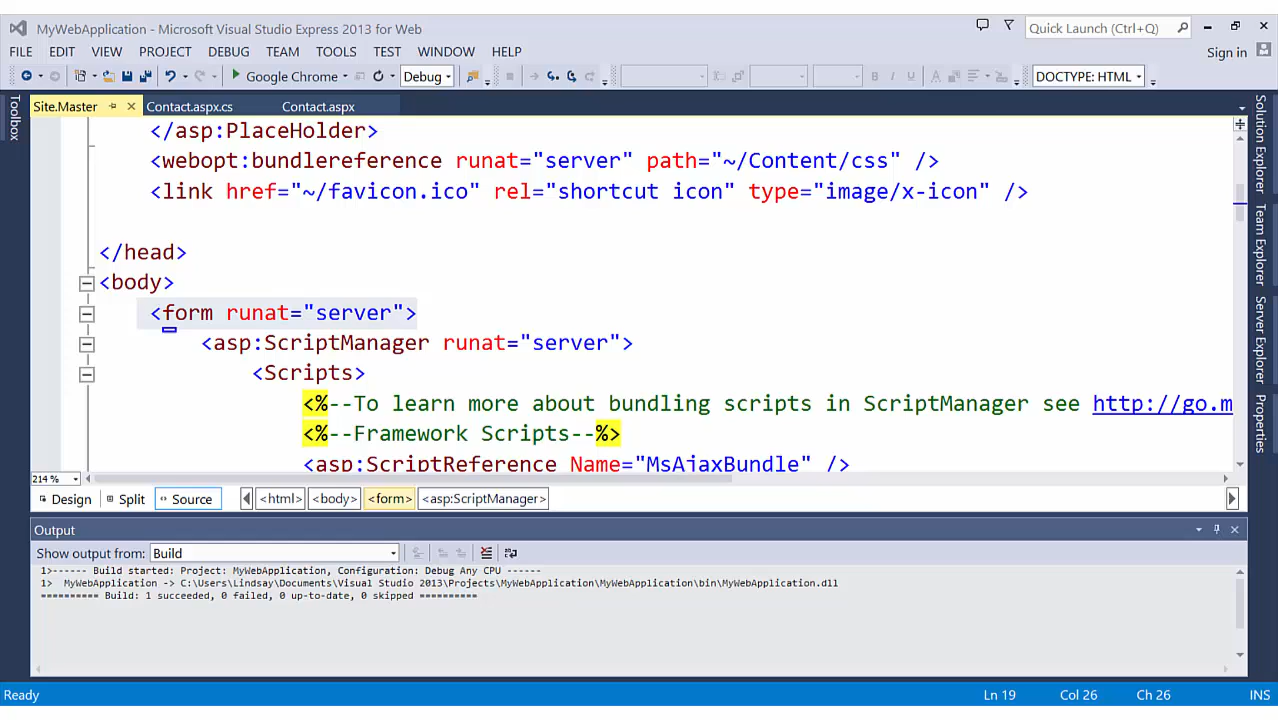 MyWebApplication - Microsoft Visual Studio Express 2013 for Web
Quick Launch (Ctrl+Q)
FILE EDIT VIEW PROJECT DEBUG TEAM TOOLS TEST WINDOW HELP
Sign in
Google Chrome Debug B I U A DOCTYPE: HTML
Toolbox
Site.Master Contact.aspx.cs Contact.aspx
</asp:PlaceHolder>
<webopt:bundlereference runat="server" path="~/Content/css" />
<link href="~/favicon.ico" rel="shortcut icon" type="image/x-icon" />
</head>
<body>
<form runat="server">
<asp:ScriptManager runat="server">
<Scripts>
<%--To learn more about bundling scripts in ScriptManager see http://go.m
<%--Framework Scripts--%>
<asp:ScriptReference Name="MsAjaxBundle" />
Solution Explorer
Team Explorer
Server Explorer
Properties
214 %
Design Split Source <html> <body> <form> <asp:ScriptManager>
Output
Show output from: Build
1>------ Build started: Project: MyWebApplication, Configuration: Debug Any CPU ------
1> MyWebApplication -> C:\Users\Lindsay\Documents\Visual Studio 2013\Projects\MyWebApplication\MyWebApplication\bin\MyWebApplication.dll
========== Build: 1 succeeded, 0 failed, 0 up-to-date, 0 skipped ==========
Ready Ln 19 Col 26 Ch 26 INS